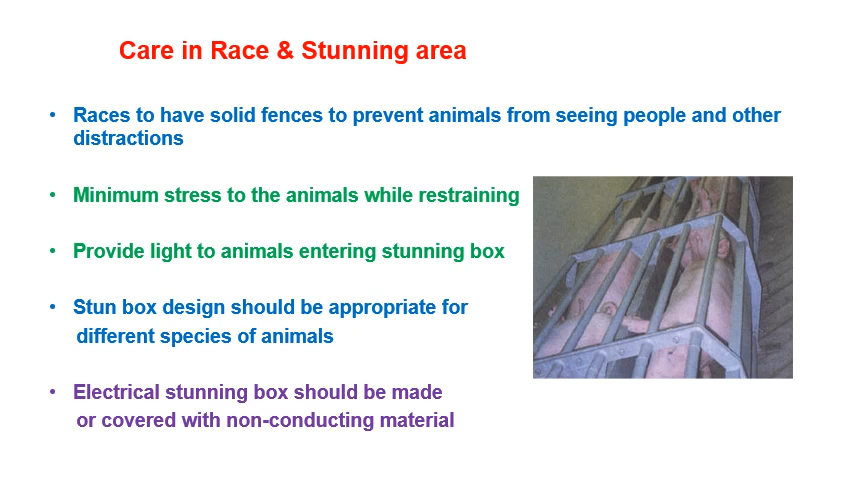 Care in Race & Stunning area
• Races to have solid fences to prevent animals from seeing people and other
distractions
• Minimum stress to the animals while restraining
• Provide light to animals entering stunning box
• Stun box design should be appropriate for
different species of animals
• Electrical stunning box should be made
or covered with non-conducting material